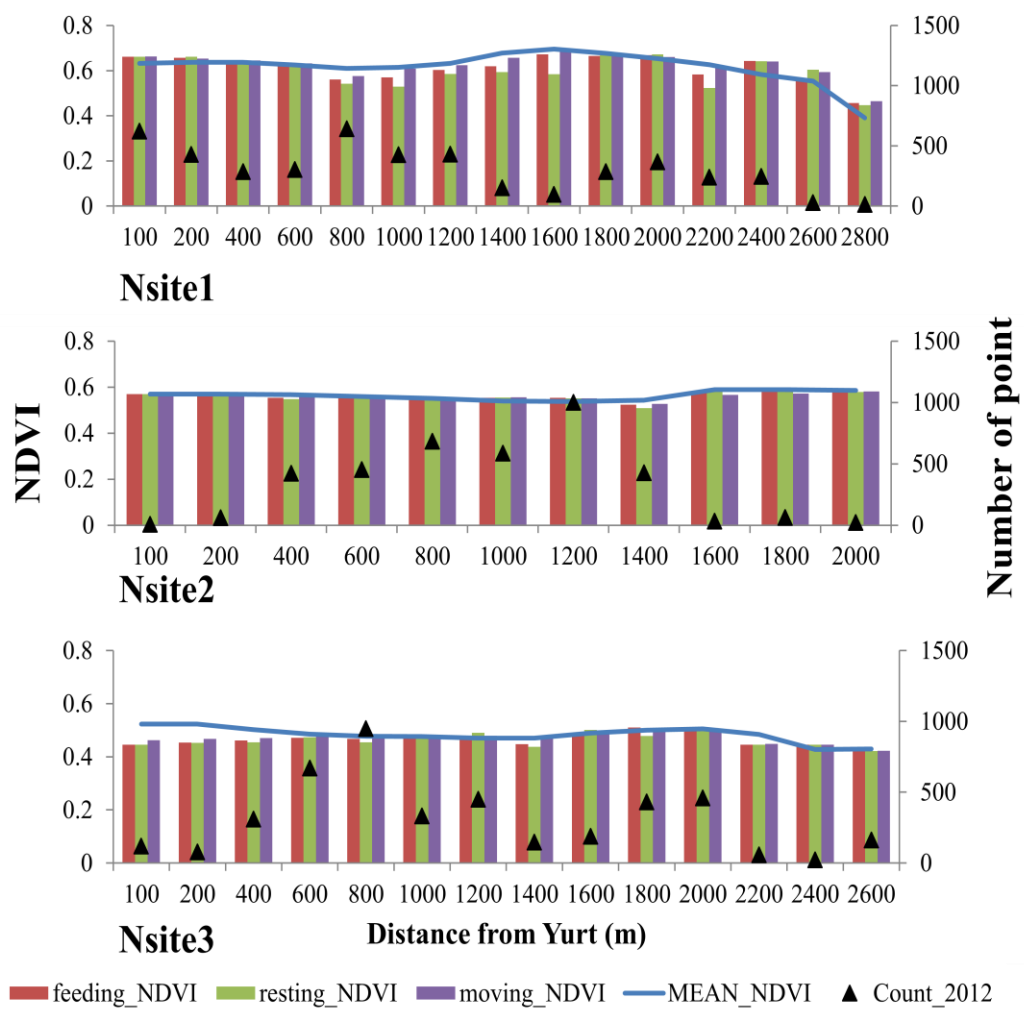 0.8 1500
0.6 1000
0.4
0.2 500
0 0
100 200 400 600 800 1000 1200 1400 1600 1800 2000 2200 2400 2600 2800
Nsite1
0.8 1500
0.6 1000
0.4
0.2 500
0 0
100 200 400 600 800 1000 1200 1400 1600 1800 2000
Nsite2
NDVI
Number of point
0.8 1500
0.6 1000
0.4
0.2 500
0 0
100 200 400 600 800 1000 1200 1400 1600 1800 2000 2200 2400 2600
Nsite3
Distance from Yurt (m)
feeding_NDVI resting_NDVI moving_NDVI MEAN_NDVI Count_2012